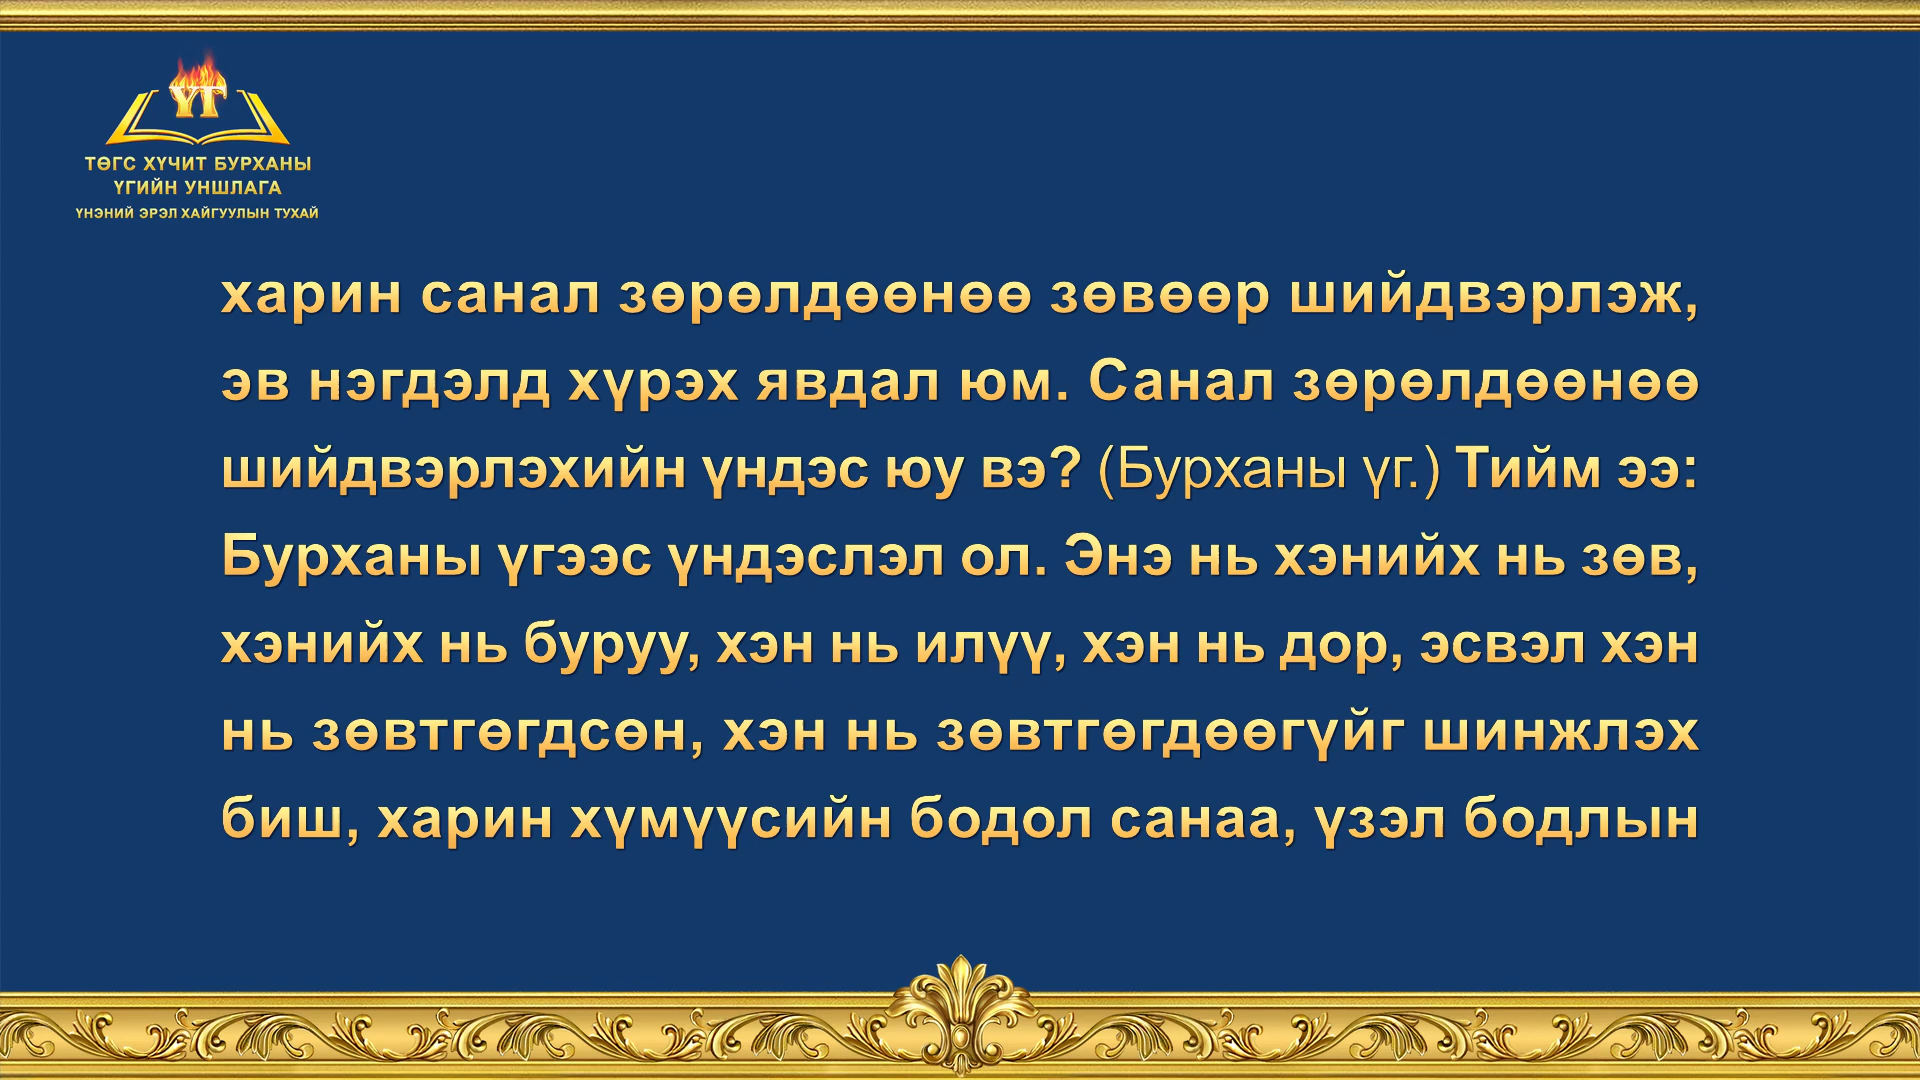 ҮГ
ТӨГС ХҮЧИТ БУРХАНЫ
ҮГИЙН УНШЛАГА
ҮНЭНИЙ ЭРЭЛ ХАЙГУУЛЫН ТУХАЙ
харин санал зөрөлдөөнөө зөвөөр шийдвэрлэж,
эв нэгдэлд хүрэх явдал юм. Санал зөрөлдөөнөө
шийдвэрлэхийн үндэс юу вэ? (Бурханы үг.) Тийм ээ:
Бурханы үгээс үндэслэл ол. Энэ нь хэнийх нь зөв,
хэнийх нь буруу, хэн нь илүү, хэн нь дор, эсвэл хэн
нь зөвтгөгдсөн, хэн нь зөвтгөгдөөгүйг шинжлэх
биш, харин хүмүүсийн бодол санаа, үзэл бодлын